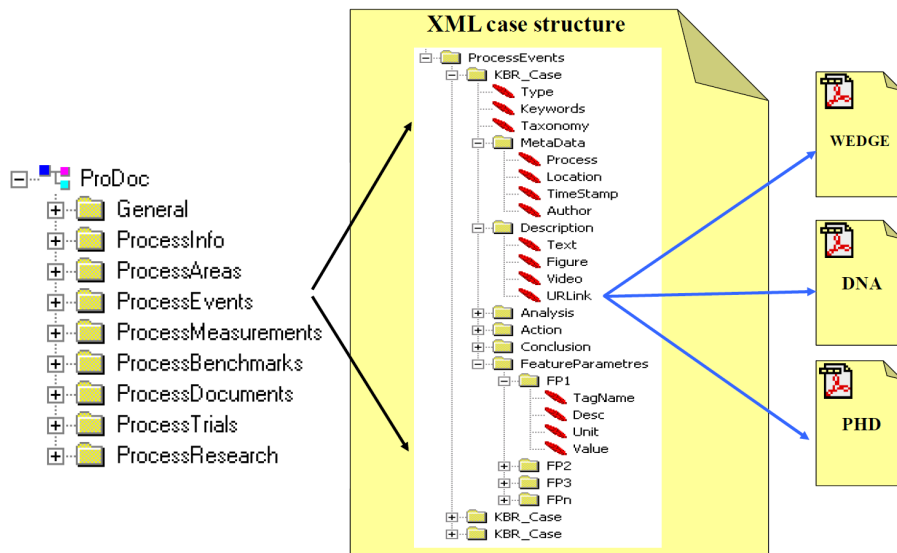 XML case structure
ProDoc
General
ProcessInfo
ProcessAreas
ProcessEvents
ProcessMeasurements
ProcessBenchmarks
ProcessDocuments
ProcessTrials
ProcessResearch
ProcessEvents
KBR_Case
Type
Keywords
Taxonomy
MetaData
Process
Location
TimeStamp
Author
Description
Text
Figure
Video
URLink
Analysis
Action
Conclusion
FeatureParametres
FP1
TagName
Desc
Unit
Value
FP2
FP3
FPn
KBR_Case
KBR_Case
WEDGE
DNA
PHD